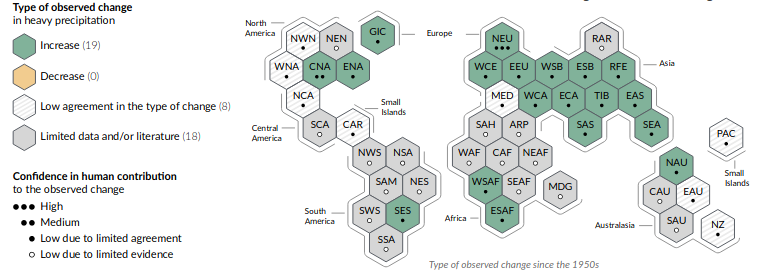 Type of observed change
in heavy precipitation
Increase (19)
Decrease (0)
Low agreement in the type of change (8)
Limited data and/or literature (18)
Confidence in human contribution
to the observed change
High
Medium
Low due to limited agreement
Low due to limited evidence
North
America
NWN
NEN
GIC
Europe
WNA
CNA
ENA
NCA
Small
Islands
Central
America
SCA
CAR
NWS
NSA
SAM
NES
South
America
SWS
SES
SSA
NEU
RAR
WCE
EEU
WSB
ESB
RFE
Asia
MED
WCA
ECA
TIB
EAS
SAH
ARP
SAS
SEA
WAF
CAF
NEAF
WSAF
SEAF
MDG
Africa
ESAF
PAC
Small
Islands
NAU
CAU
EAU
Australasia
SAU
NZ
Type of observed change since the 1950s